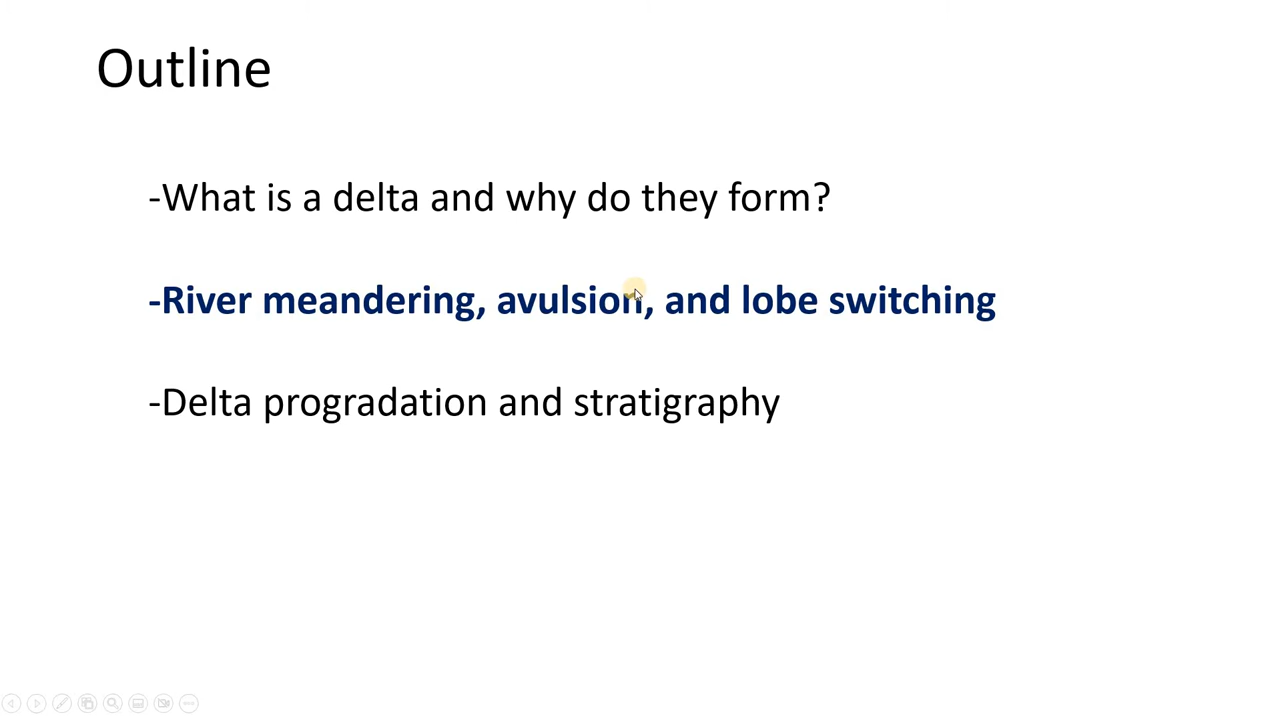 Outline
-What is a delta and why do they form?
-River meandering, avulsion, and lobe switching
-Delta progradation and stratigraphy